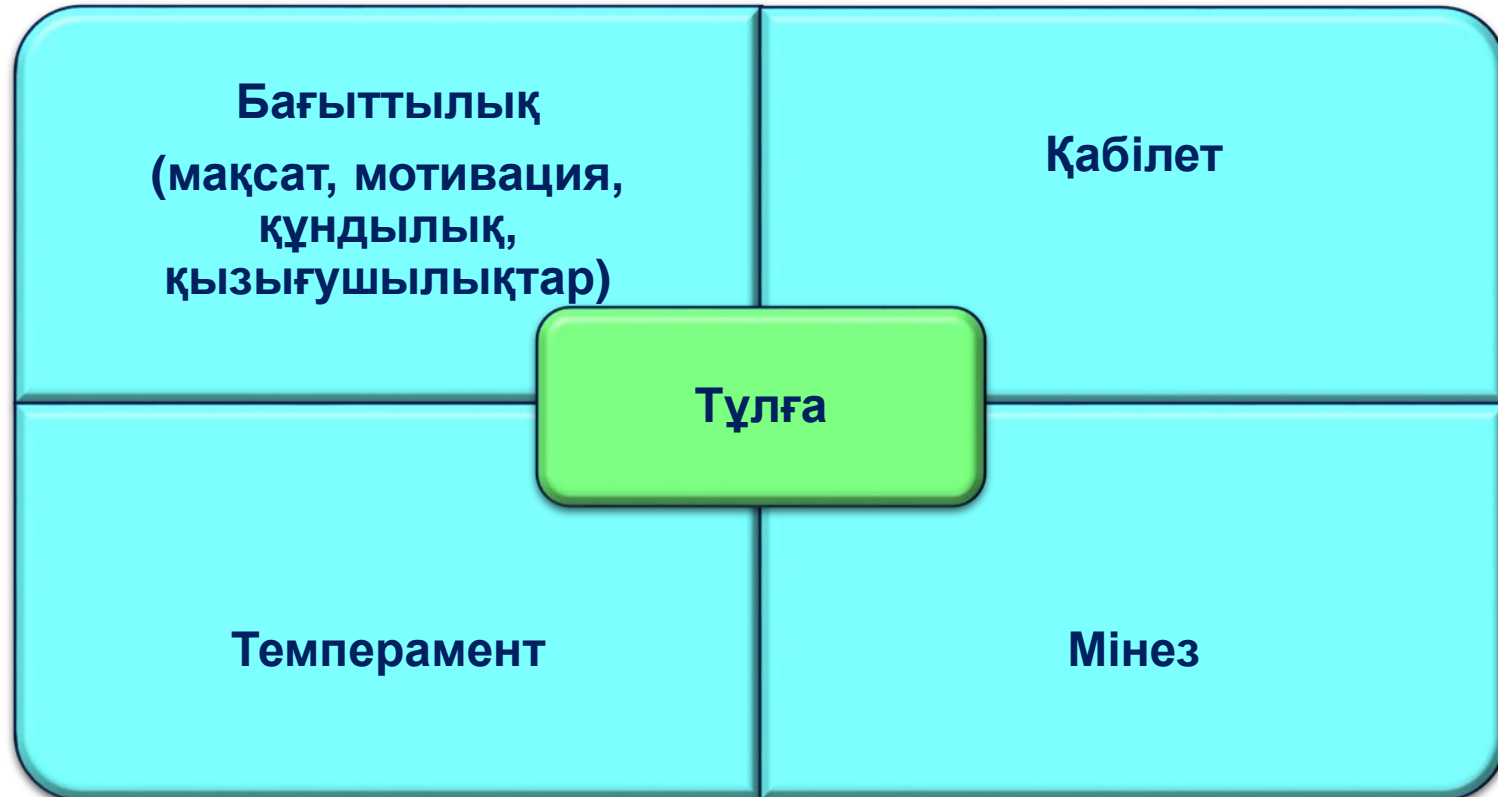 Бағыттылық
(мақсат, мотивация,
құндылық,
қызығушылықтар)
Қабілет
Тұлға
Темперамент
Мінез